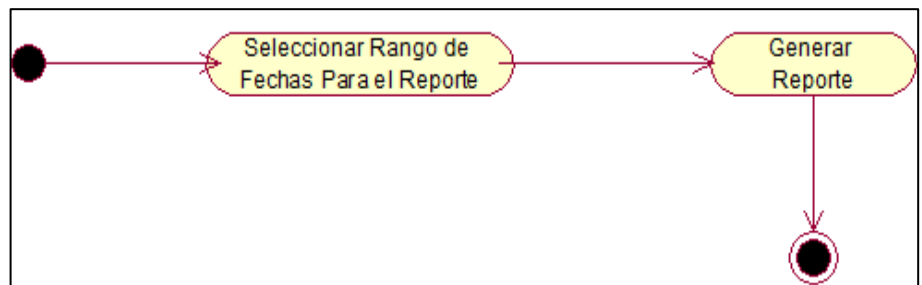 Seleccionar Rango de
Fechas Para el Reporte
Generar
Reporte